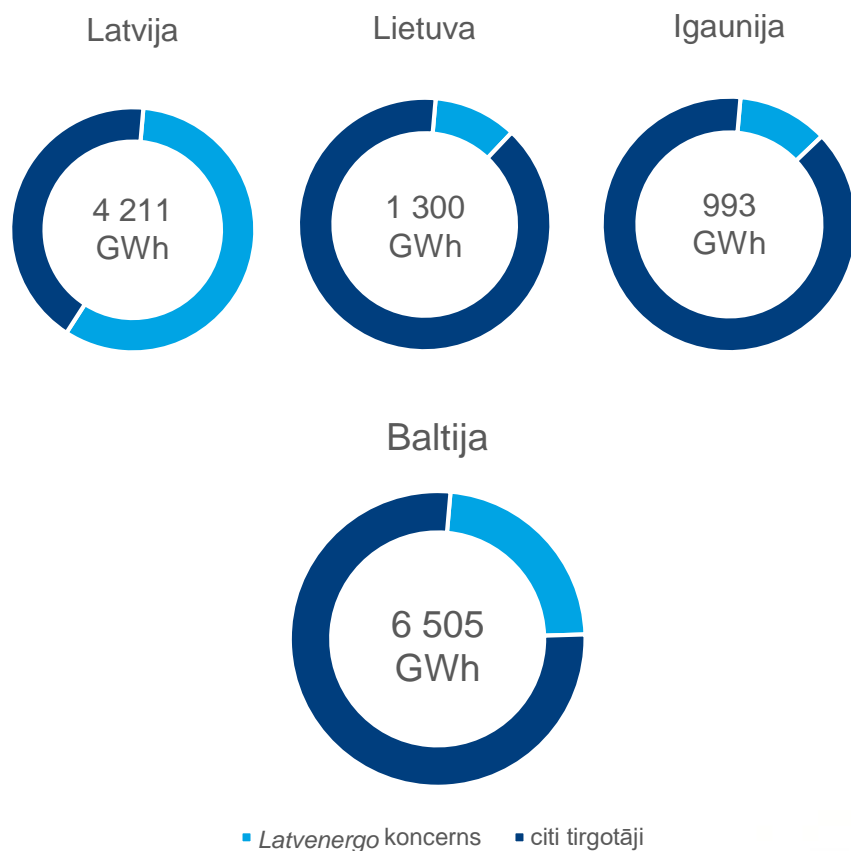 Latvija
Lietuva
Igaunija
4 211
GWh
1 300
GWh
993
GWh
Baltija
6 505
GWh
Latvenergo koncerns
citi tirgotāji